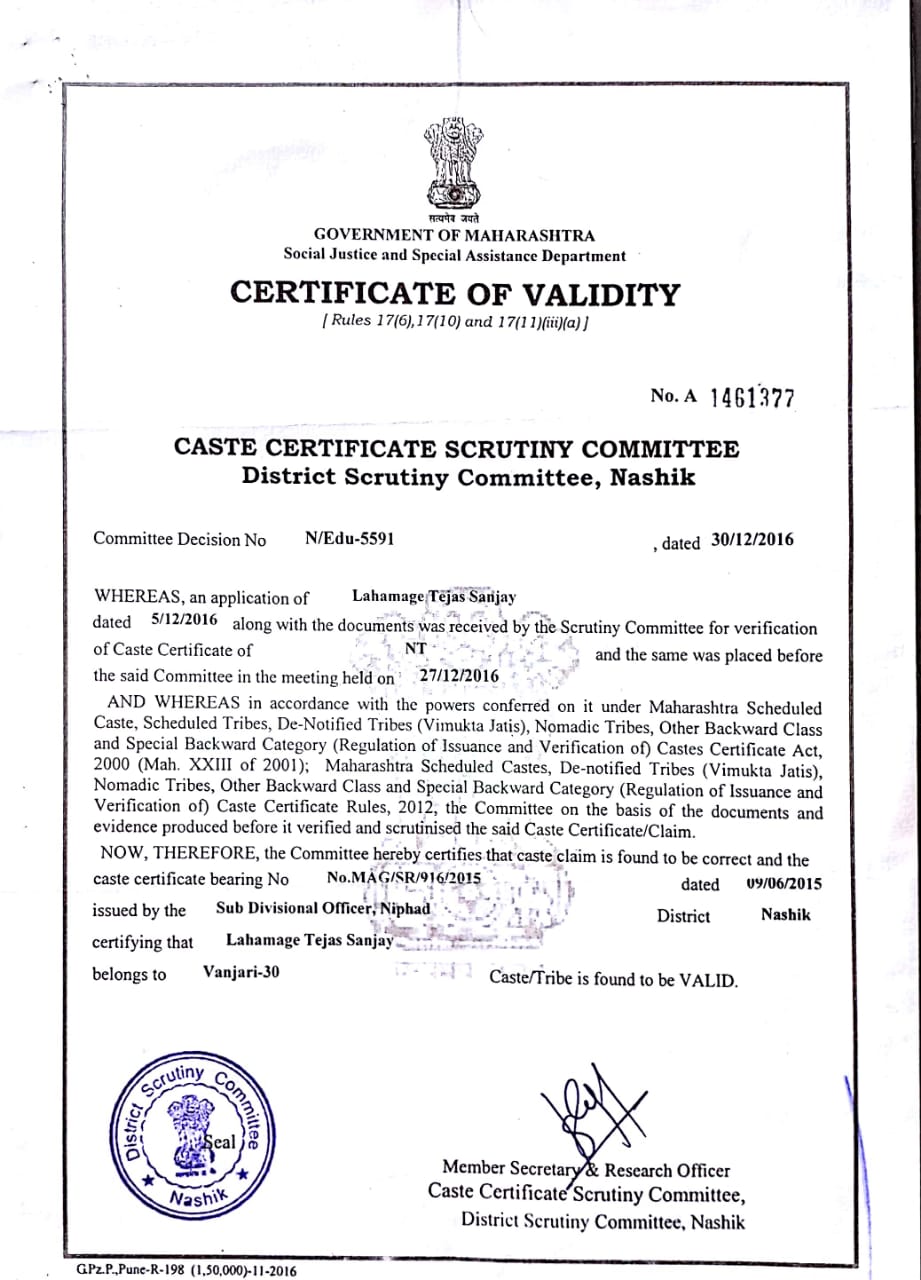 सत्यमेव जयते
GOVERNMENT OF MAHARASHTRA
Social Justice and Special Assistance Department
CERTIFICATE OF VALIDITY
[ Rules 17(6),17(10) and 17(11)(iii)(a) ]
No. A 1461377
CASTE CERTIFICATE SCRUTINY COMMITTEE
District Scrutiny Committee, Nashik
Committee Decision No N/Edu-5591 , dated 30/12/2016
WHEREAS, an application of Lahamage Tejas Sanjay
dated 5/12/2016 along with the documents was received by the Scrutiny Committee for verification
of Caste Certificate of NT and the same was placed before
the said Committee in the meeting held on 27/12/2016
AND WHEREAS in accordance with the powers conferred on it under Maharashtra Scheduled
Caste, Scheduled Tribes, De-Notified Tribes (Vimukta Jatis), Nomadic Tribes, Other Backward Class
and Special Backward Category (Regulation of Issuance and Verification of) Castes Certificate Act,
2000 (Mah. XXIII of 2001); Maharashtra Scheduled Castes, De-notified Tribes (Vimukta Jatis),
Nomadic Tribes, Other Backward Class and Special Backward Category (Regulation of Issuance and
Verification of) Caste Certificate Rules, 2012, the Committee on the basis of the documents and
evidence produced before it verified and scrutinised the said Caste Certificate/Claim.
NOW, THEREFORE, the Committee hereby certifies that caste claim is found to be correct and the
caste certificate bearing No No.MAG/SR/916/2015 dated 09/06/2015
issued by the Sub Divisional Officer, Niphad District Nashik
certifying that Lahamage Tejas Sanjay
belongs to Vanjari-30 Caste/Tribe is found to be VALID.
District Scrutiny Committee
Seal
Nashik
Member Secretary & Research Officer
Caste Certificate Scrutiny Committee,
District Scrutiny Committee, Nashik
G.Pz.P.,Pune-R-198 (1,50,000)-11-2016